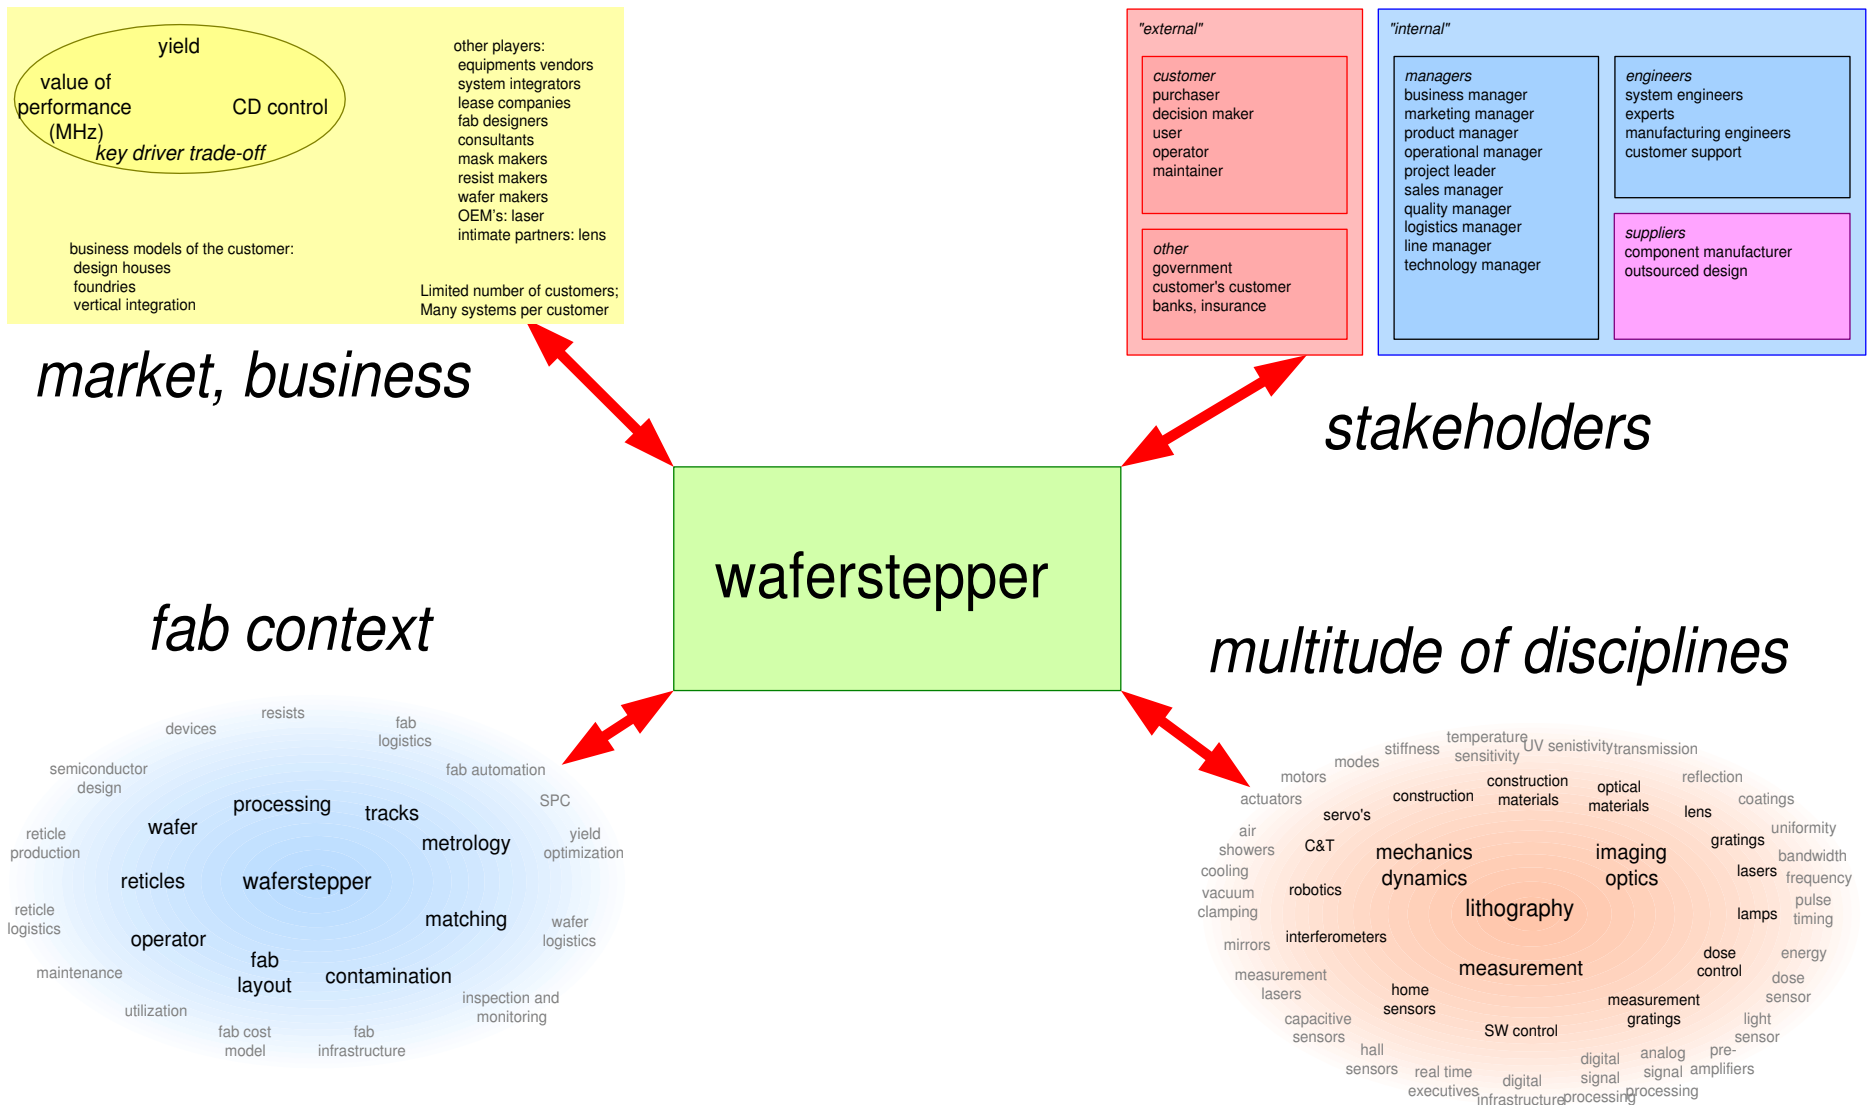 yield
value of
performance
(MHz)
CD control
key driver trade-off
other players:
equipments vendors
system integrators
lease companies
fab designers
consultants
mask makers
resist makers
wafer makers
OEM's: laser
intimate partners: lens
business models of the customer:
design houses
foundries
vertical integration
Limited number of customers;
Many systems per customer
market, business
"external"
customer
purchaser
decision maker
user
operator
maintainer
other
government
customer's customer
banks, insurance
"internal"
managers
business manager
marketing manager
product manager
operational manager
project leader
sales manager
quality manager
logistics manager
line manager
technology manager
engineers
system engineers
experts
manufacturing engineers
customer support
suppliers
component manufacturer
outsourced design
stakeholders
waferstepper
fab context
resists
devices
fab
logistics
semiconductor
design
fab automation
SPC
processing
tracks
wafer
metrology
reticle
production
yield
optimization
reticles
waferstepper
reticle
logistics
matching
wafer
logistics
operator
fab
layout
contamination
maintenance
utilization
inspection and
monitoring
fab cost
model
fab
infrastructure
multitude of disciplines
temperature
sensitivity
UV senistivity
transmission
stiffness
modes
motors
actuators
reflection
coatings
construction
construction
materials
optical
materials
lens
servo's
air
showers
C&T
mechanics
dynamics
imaging
optics
gratings
uniformity
bandwidth
cooling
lasers
frequency
vacuum
clamping
robotics
lithography
lamps
pulse
timing
mirrors
interferometers
measurement
dose
control
energy
measurement
lasers
home
sensors
measurement
gratings
dose
sensor
capacitive
sensors
SW control
light
sensor
hall
sensors
real time
executives
digital
infrastructure
digital
signal
processing
analog
signal
processing
pre-
amplifiers